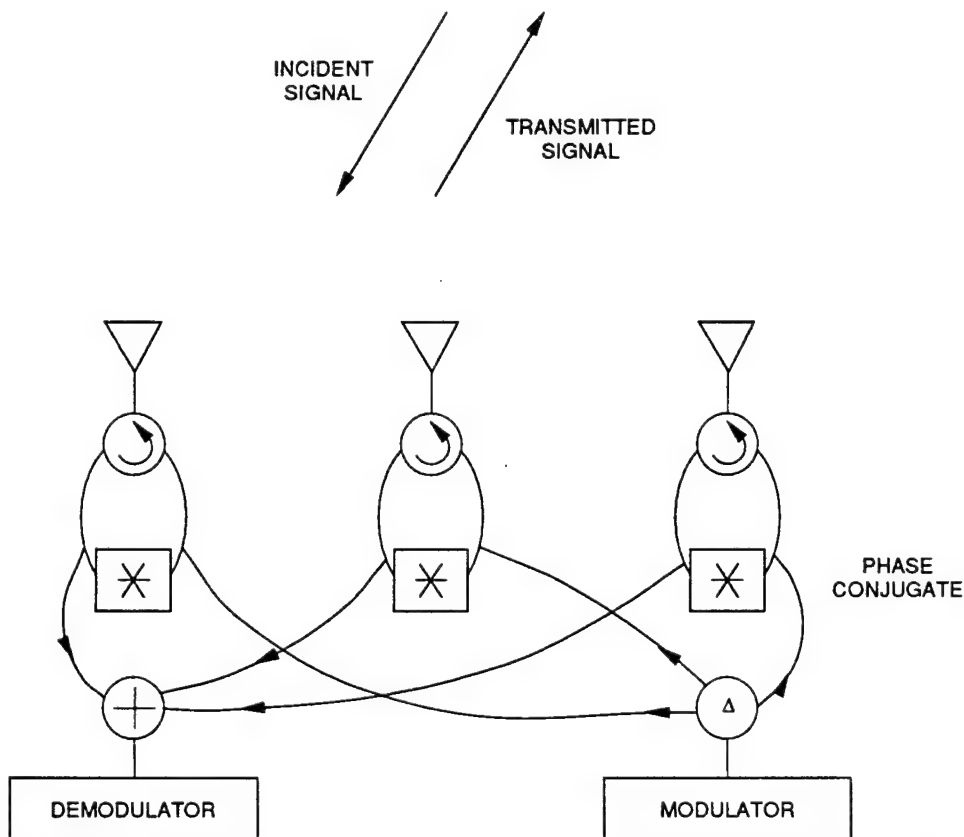 INCIDENT
SIGNAL
TRANSMITTED
SIGNAL
PHASE
CONJUGATE
Δ
DEMODULATOR
MODULATOR